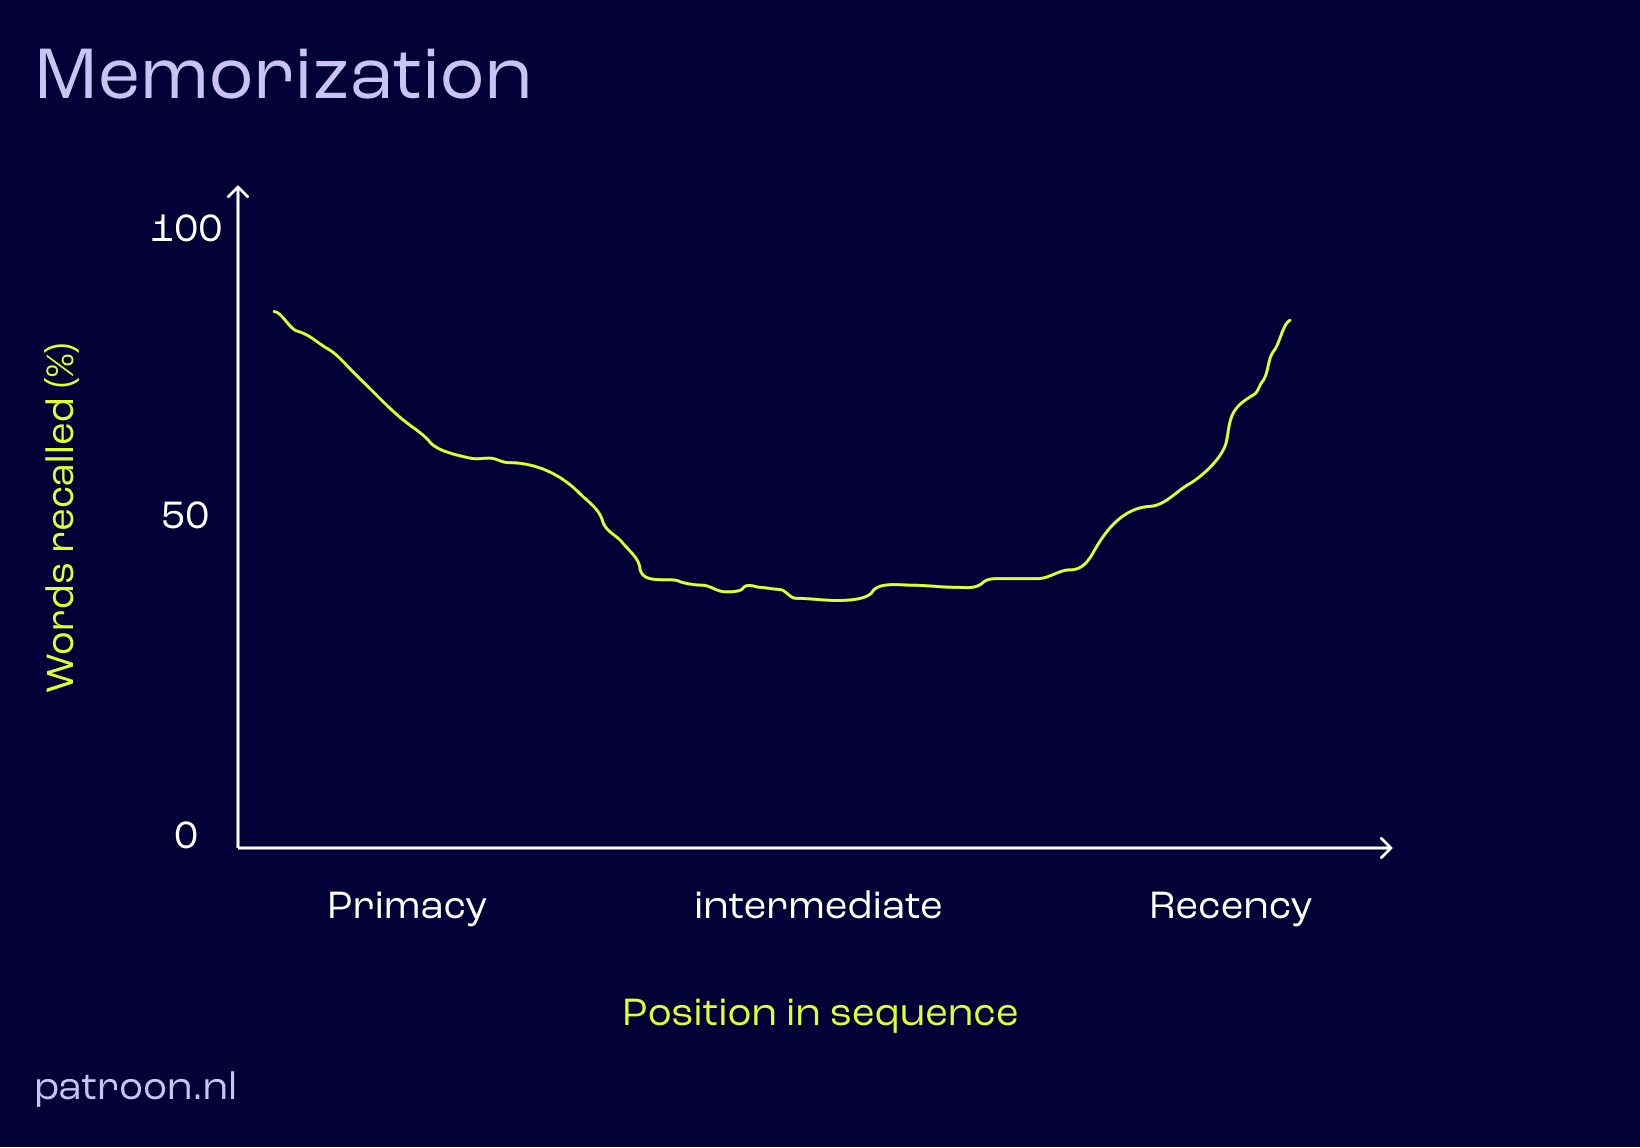 Memorization
100
50
0
Words recalled (%)
Primacy
intermediate
Recency
Position in sequence
patroon.nl